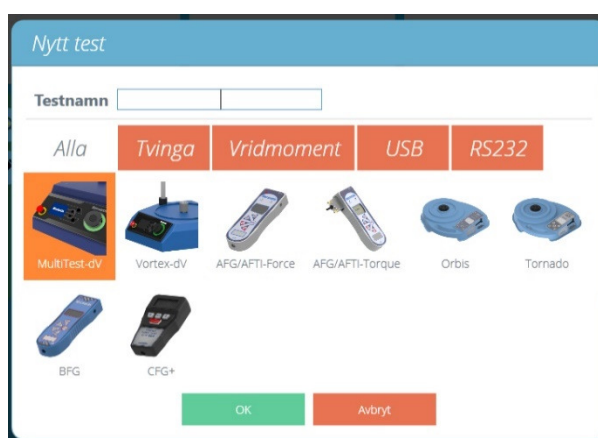 Nytt test
Testnamn
Alla Tvinga Vridmoment USB RS232
MultiTest-dV Vortex-dV AFG/AFTI-Force AFG/AFTI-Torque Orbis Tornado
BFG CFG+
OK Avbryt